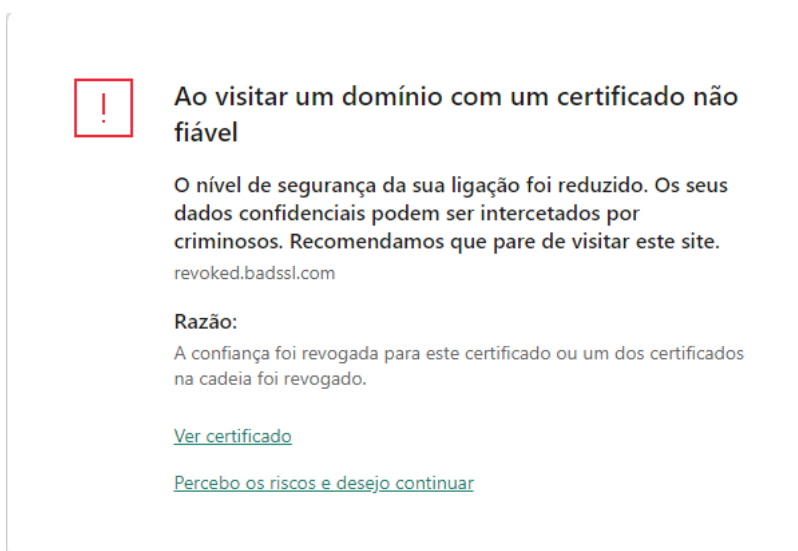 !
Ao visitar um domínio com um certificado não
fiável
O nível de segurança da sua ligação foi reduzido. Os seus
dados confidenciais podem ser intercetados por
criminosos. Recomendamos que pare de visitar este site.
revoked.badssl.com
Razão:
A confiança foi revogada para este certificado ou um dos certificados
na cadeia foi revogado.
Ver certificado
Percebo os riscos e desejo continuar